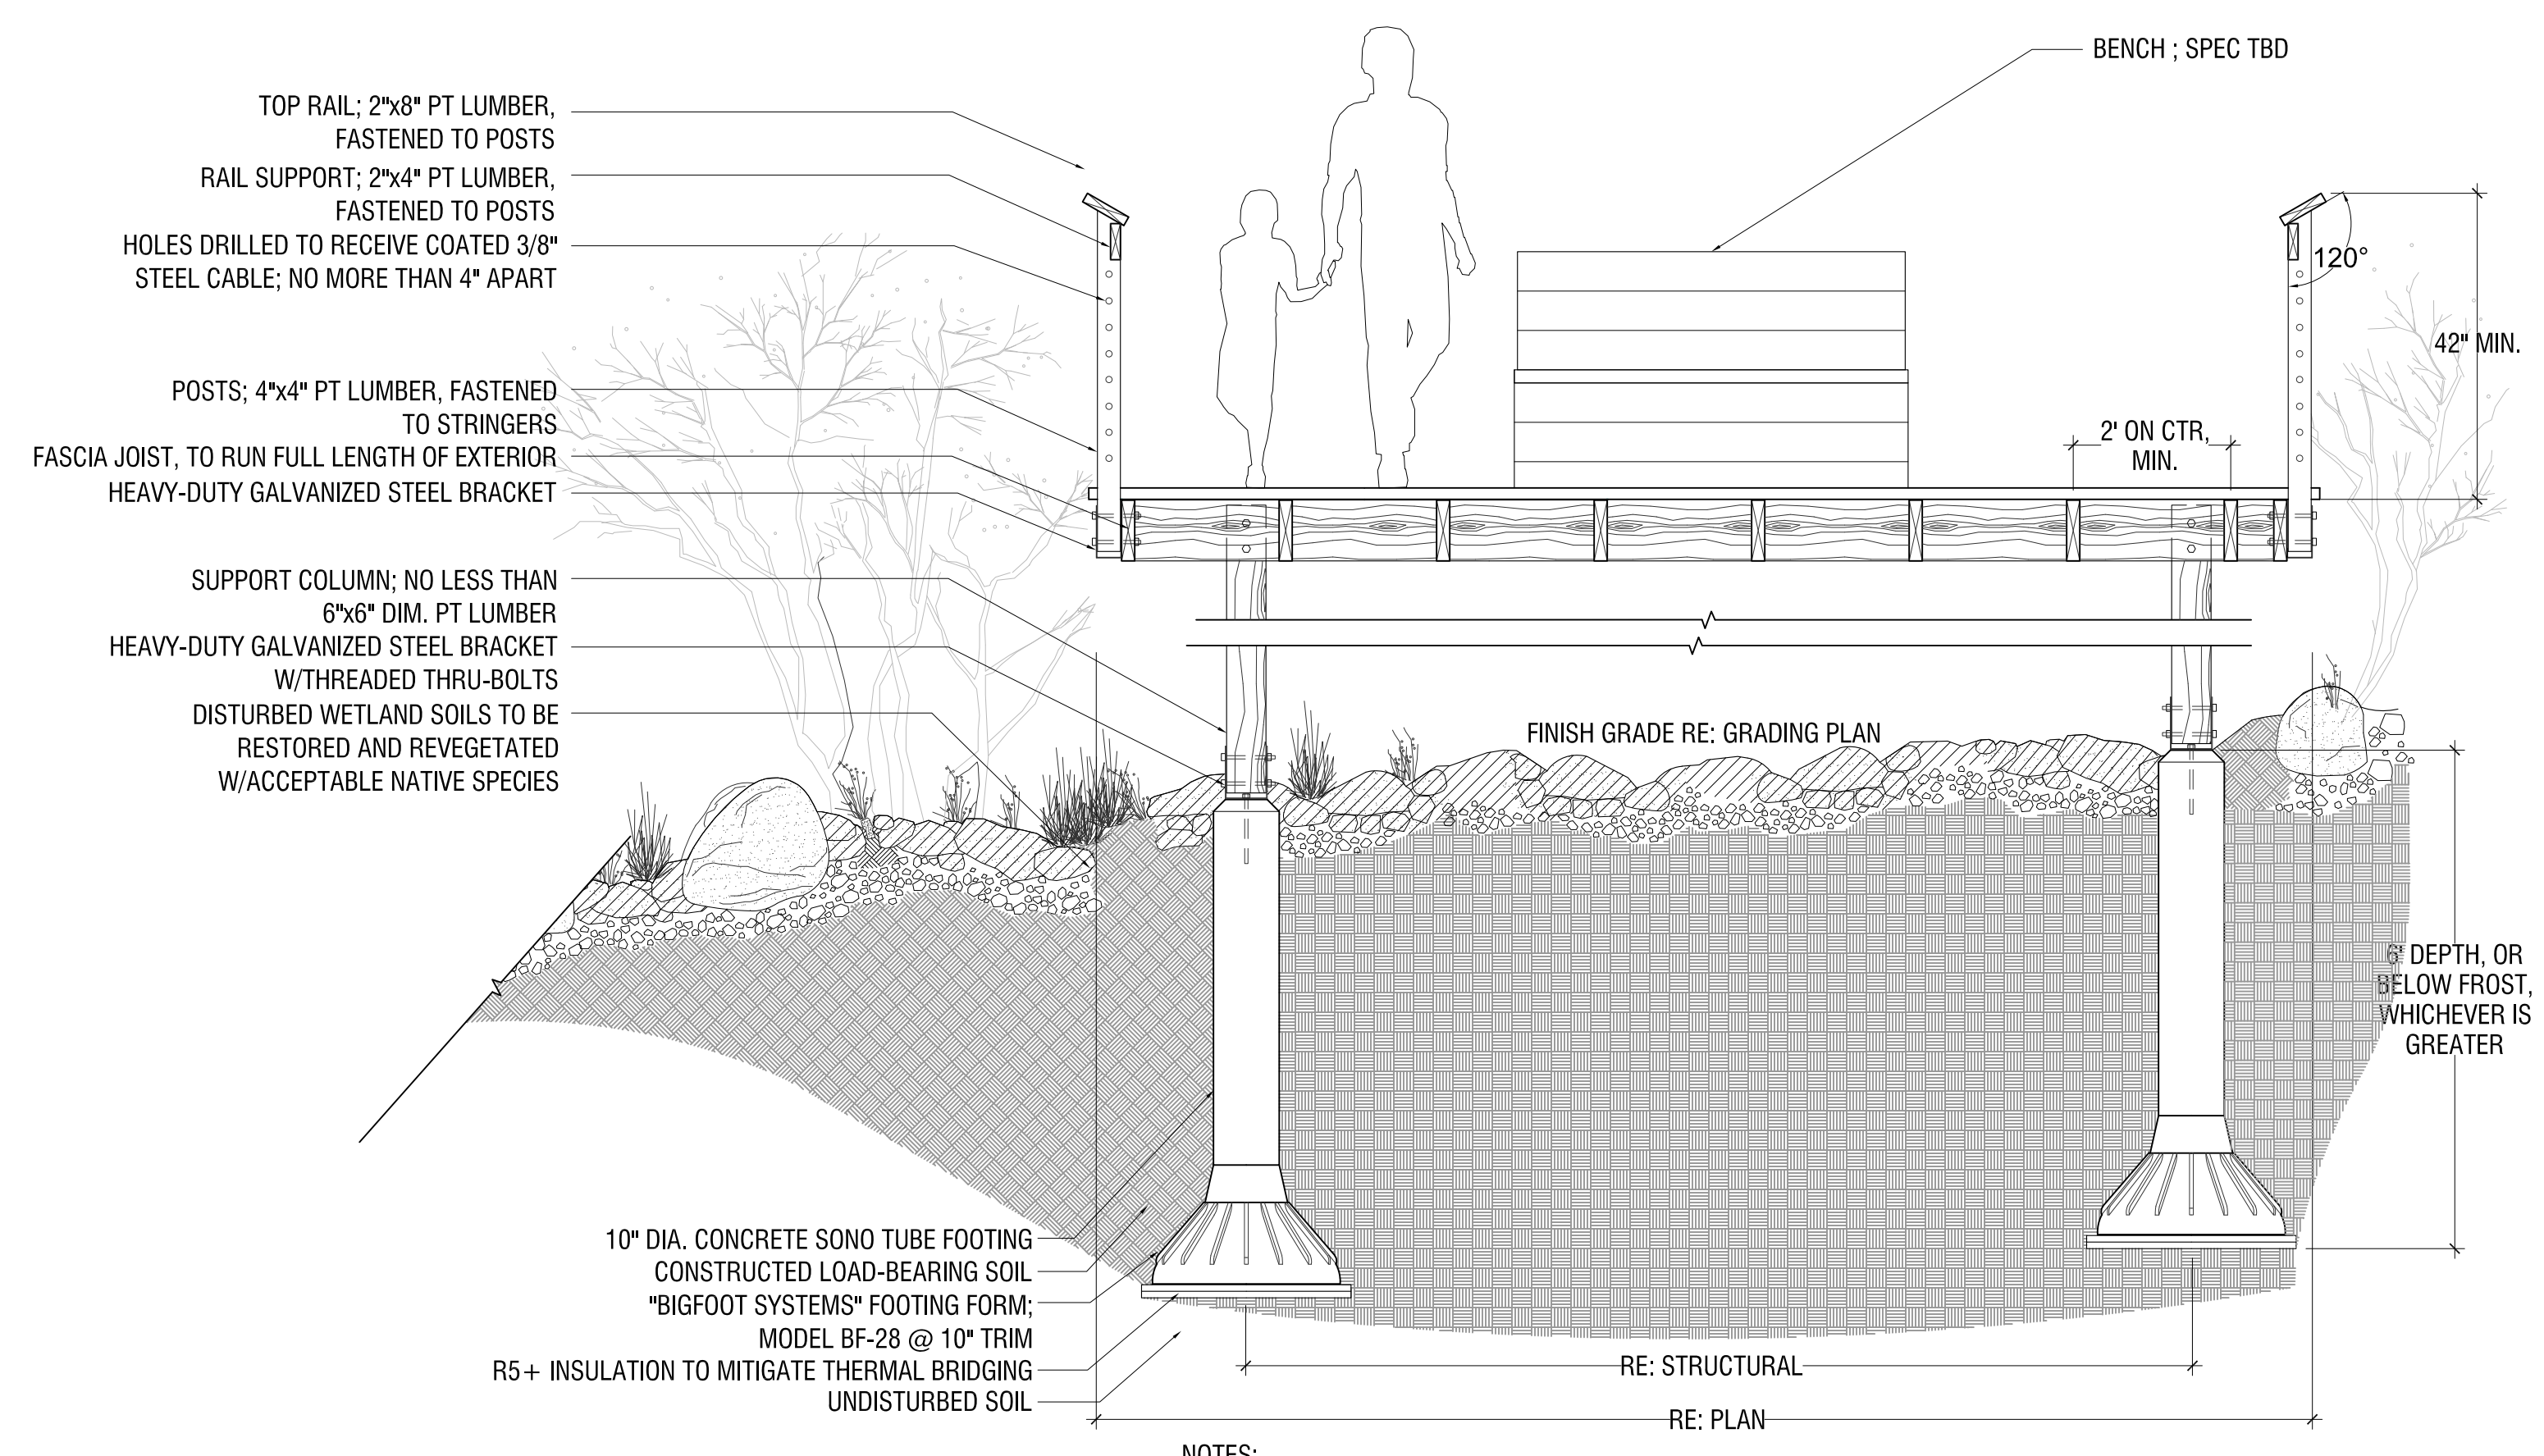 BENCH ; SPEC TBD
TOP RAIL; 2"x8" PT LUMBER,
FASTENED TO POSTS
RAIL SUPPORT; 2"x4" PT LUMBER,
FASTENED TO POSTS
HOLES DRILLED TO RECEIVE COATED 3/8"
STEEL CABLE; NO MORE THAN 4" APART
POSTS; 4"x4" PT LUMBER, FASTENED
TO STRINGERS
FASCIA JOIST, TO RUN FULL LENGTH OF EXTERIOR
HEAVY-DUTY GALVANIZED STEEL BRACKET
SUPPORT COLUMN; NO LESS THAN
6"x6" DIM. PT LUMBER
HEAVY-DUTY GALVANIZED STEEL BRACKET
W/THREADED THRU-BOLTS
DISTURBED WETLAND SOILS TO BE
RESTORED AND REVEGETATED
W/ACCEPTABLE NATIVE SPECIES
120°
42" MIN.
2' ON CTR,
MIN.
FINISH GRADE RE: GRADING PLAN
6' DEPTH, OR
BELOW FROST,
WHICHEVER IS
GREATER
10" DIA. CONCRETE SONO TUBE FOOTING
CONSTRUCTED LOAD-BEARING SOIL
"BIGFOOT SYSTEMS" FOOTING FORM;
MODEL BF-28 @ 10" TRIM
R5+ INSULATION TO MITIGATE THERMAL BRIDGING
UNDISTURBED SOIL
RE: STRUCTURAL
RE: PLAN
NOTES: